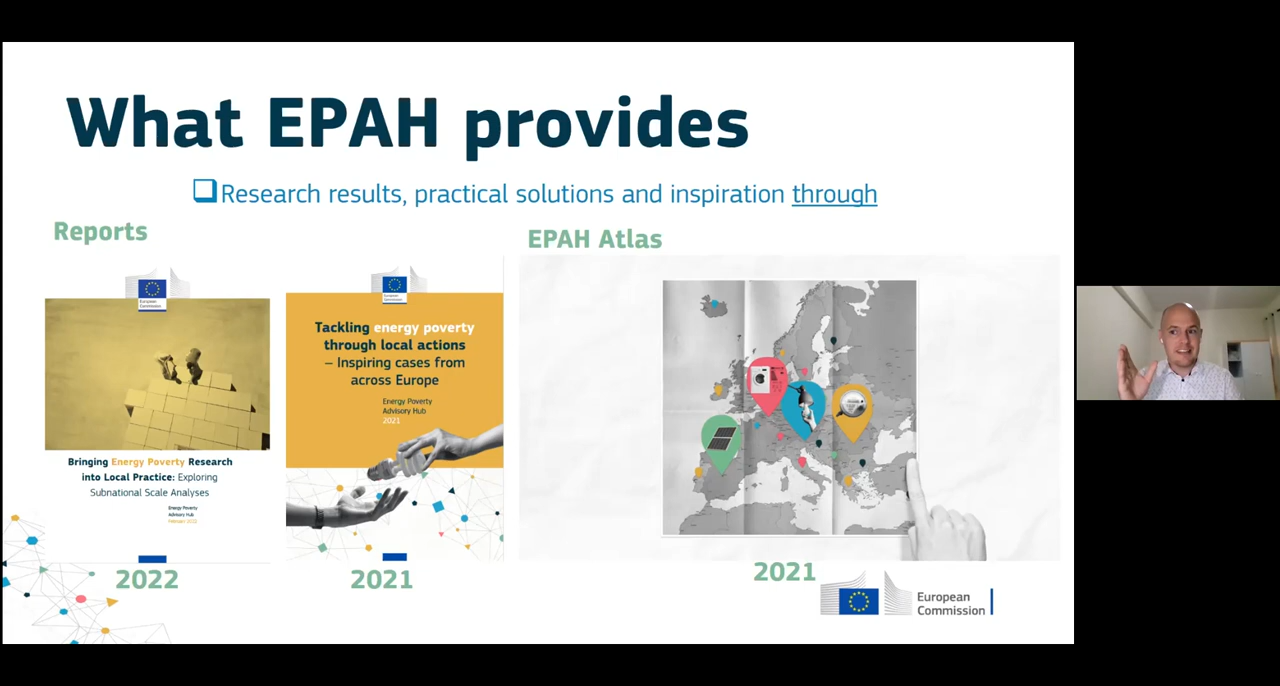 What EPAH provides
❑Research results, practical solutions and inspiration through
Reports
European
Commission
Bringing Energy Poverty Research
into Local Practice: Exploring
Subnational Scale Analyses
Energy Poverty
Advisory Hub
February 2022
2022
European
Commission
Tackling energy poverty
through local actions
– Inspiring cases from
across Europe
Energy Poverty
Advisory Hub
2021
2021
EPAH Atlas
2021
European
Commission